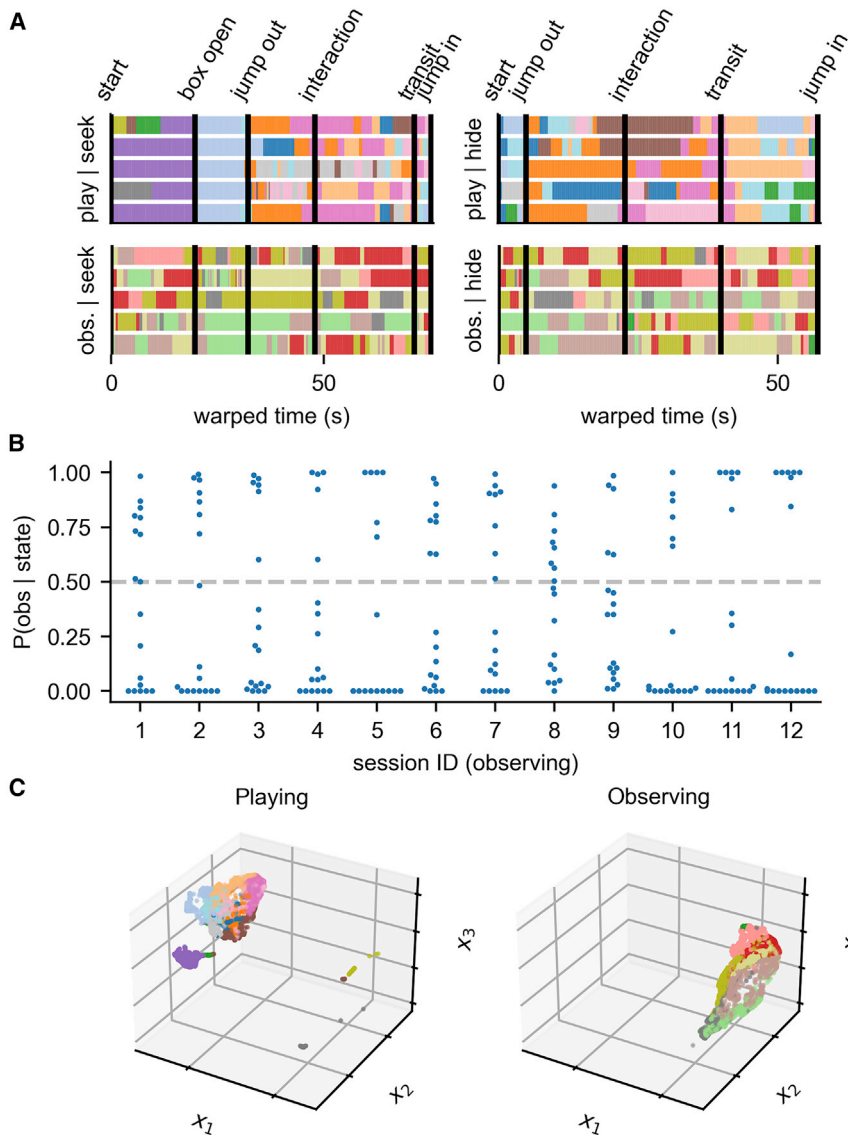 A
start
box open
jump out
interaction
transit
jump in
start
jump out
interaction
transit
jump in
play | seek
play | hide
obs. | seek
obs. | hide
0
50
0
50
warped time (s)
warped time (s)
B
1.00
0.75
0.50
0.25
0.00
P(obs | state)
1 2 3 4 5 6 7 8 9 10 11 12
session ID (observing)
C
Playing
Observing
x3
x2
x1
x2
x1